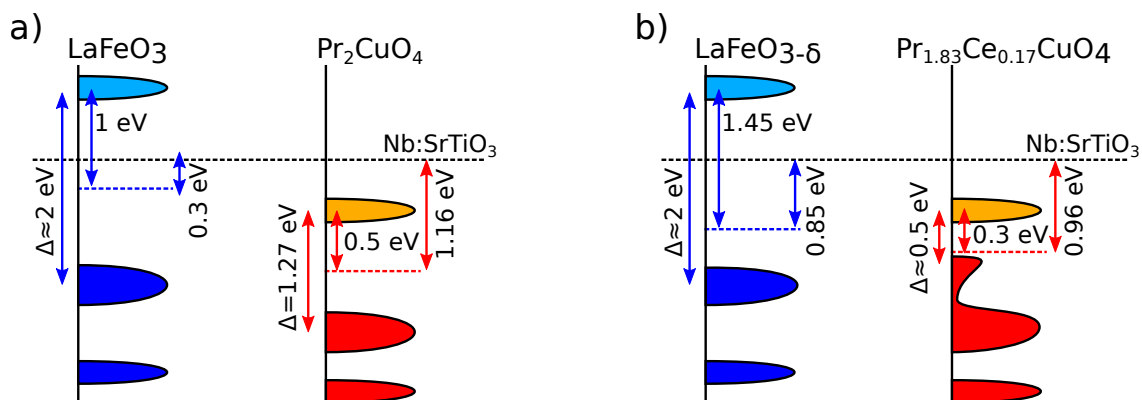 a)
LaFeO₃
Pr₂CuO₄
1 eV
Nb:SrTiO₃
Δ≈2 eV
0.3 eV
1.16 eV
0.5 eV
Δ=1.27 eV
b)
LaFeO₃₋δ
Pr₁.₈₃Ce₀.₁₇CuO₄
1.45 eV
Nb:SrTiO₃
Δ≈2 eV
0.85 eV
0.96 eV
0.3 eV
Δ≈0.5 eV